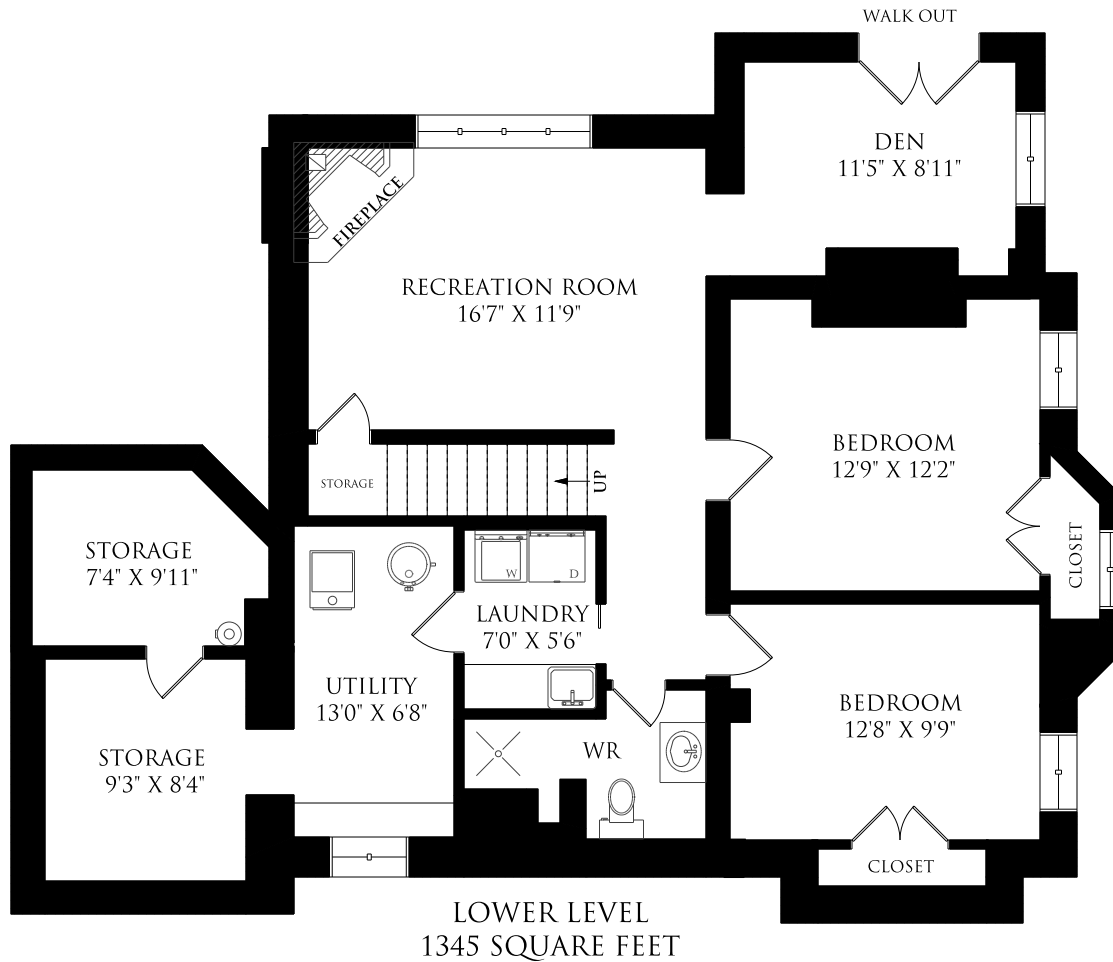 WALK OUT
DEN
11'5" X 8'11"
FIREPLACE
RECREATION ROOM
16'7" X 11'9"
BEDROOM
12'9" X 12'2"
STORAGE
UP
CLOSET
STORAGE
7'4" X 9'11"
W
D
LAUNDRY
7'0" X 5'6"
UTILITY
13'0" X 6'8"
BEDROOM
12'8" X 9'9"
STORAGE
9'3" X 8'4"
WR
CLOSET
LOWER LEVEL
1345 SQUARE FEET